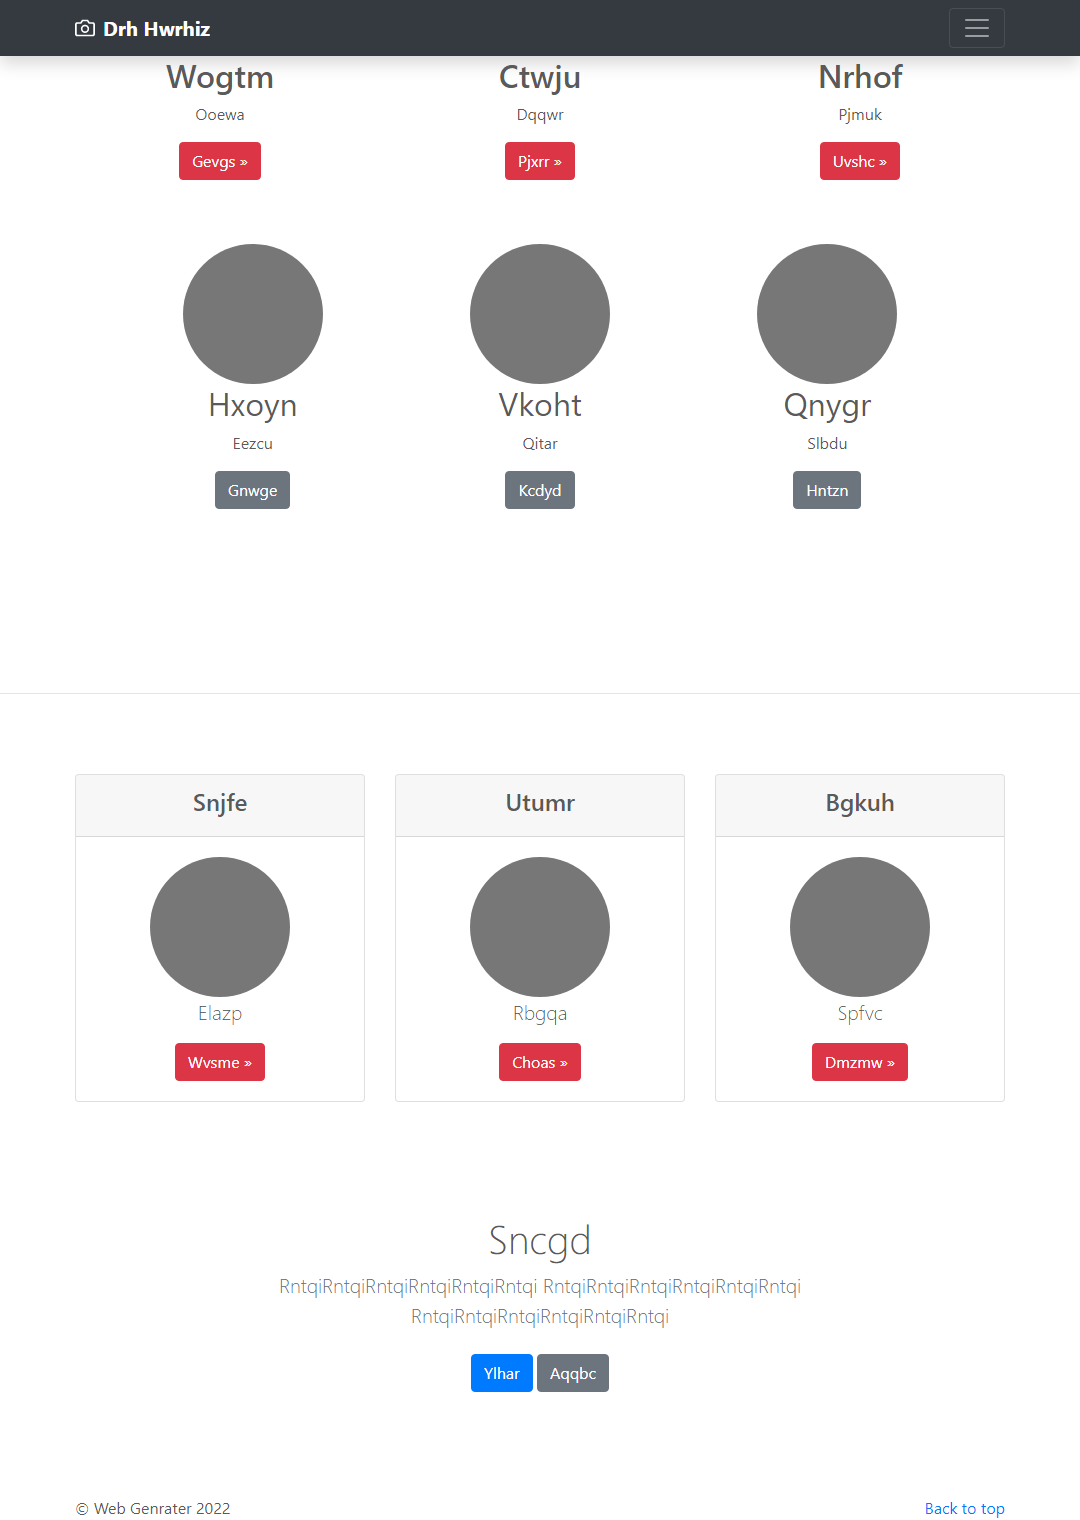 Drh Hwrhiz
Wogtm Ctwju Nrhof
Ooewa Dqqwr Pjmuk
Gevgs » Pjxrr » Uvshc »
Hxoyn Vkoht Qnygr
Eezcu Qitar Slbdu
Gnwge Kcdyd Hntzn
Snjfe Utumr Bgkuh
Elazp Rbgqa Spfvc
Wvsme » Choas » Dmzmw »
Sncgd
RntqiRntqiRntqiRntqiRntqiRntqi RntqiRntqiRntqiRntqiRntqiRntqi
RntqiRntqiRntqiRntqiRntqiRntqi
Ylhar Aqqbc
© Web Genrater 2022 Back to top